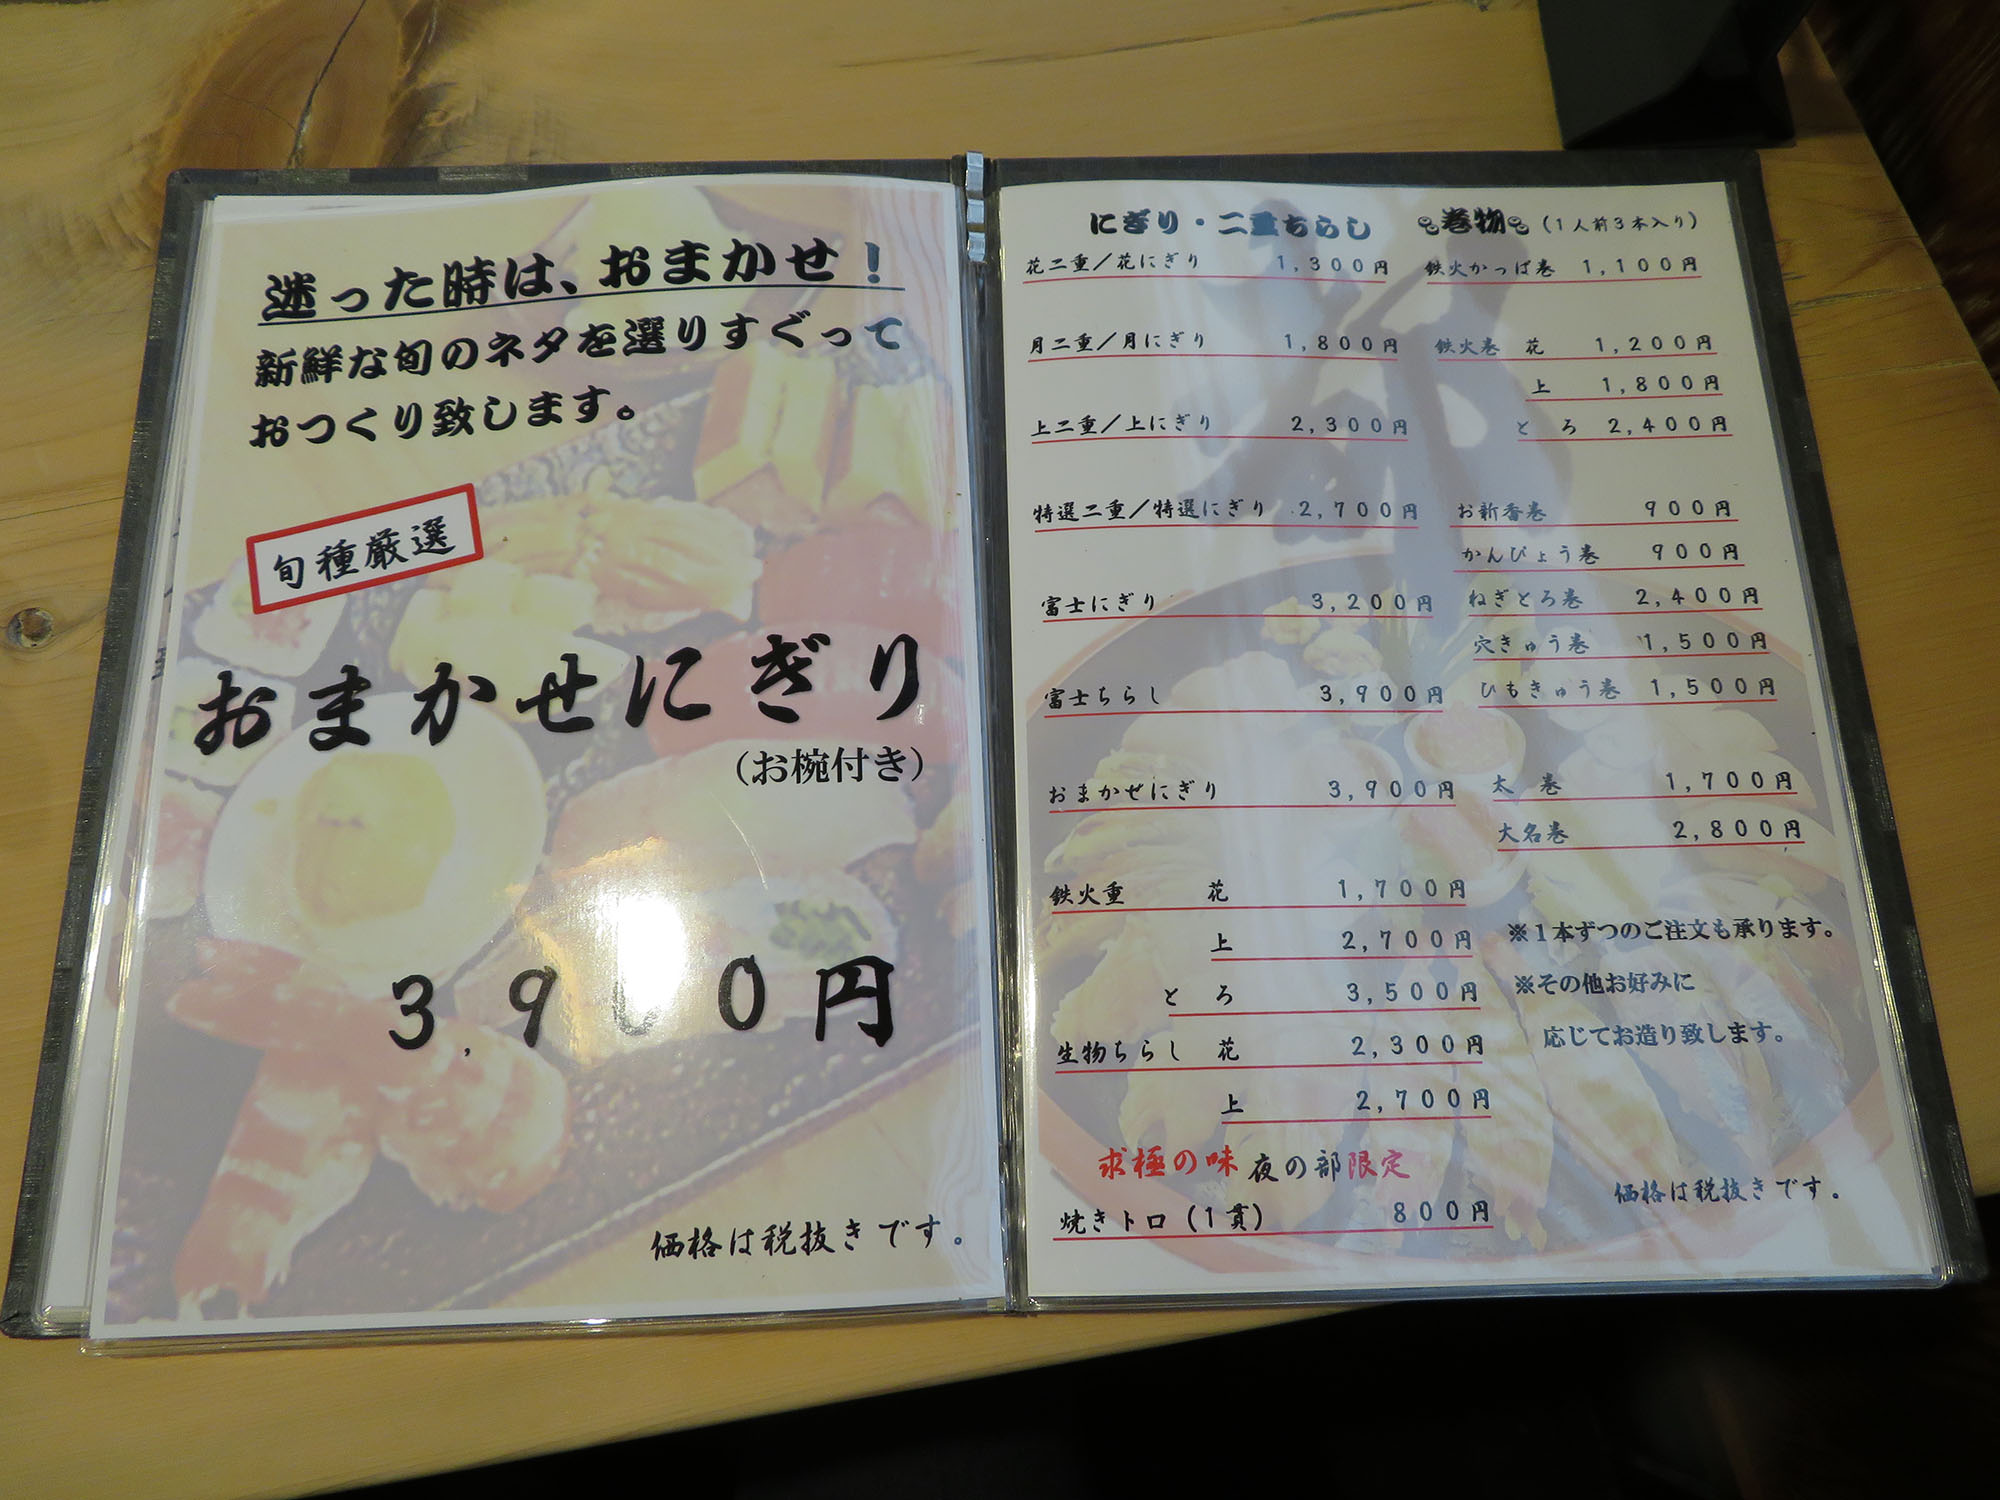 迷った時は、おまかせ！
新鮮な旬のネタを選りすぐって
おつくり致します。
旬種厳選
おまかせにぎり
（お椀付き）
３，９００円
価格は税抜きです。
にぎり・二重ちらし
花二重／花にぎり １，３００円
月二重／月にぎり １，８００円
上二重／上にぎり ２，３００円
特選二重／特選にぎり ２，７００円
富士にぎり ３，２００円
富士ちらし ３，９００円
おまかせにぎり ３，９００円
鉄火重 花 １，７００円
上 ２，７００円
とろ ３，５００円
生物ちらし 花 ２，３００円
上 ２，７００円
求極の味 夜の部限定
焼きトロ（１貫） ８００円
巻物（１人前３本入り）
鉄火かっぱ巻 １，１００円
鉄火巻 花 １，２００円
上 １，８００円
とろ ２，４００円
お新香巻 ９００円
かんぴょう巻 ９００円
ねぎとろ巻 ２，４００円
穴きゅう巻 １，５００円
ひもきゅう巻 １，５００円
太巻 １，７００円
大名巻 ２，８００円
※１本ずつのご注文も承ります。
※その他お好みに
応じてお造り致します。
価格は税抜きです。